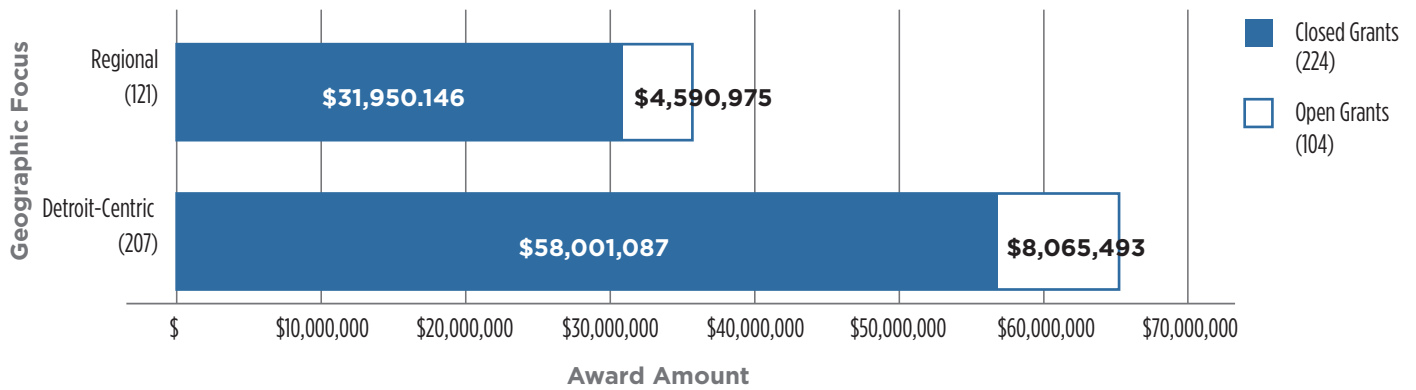 Geographic Focus
Regional
(121)
$31,950.146
$4,590,975
Detroit-Centric
(207)
$58,001,087
$8,065,493
$
$10,000,000
$20,000,000
$30,000,000
$40,000,000
$50,000,000
$60,000,000
$70,000,000
Award Amount
Closed Grants
(224)
Open Grants
(104)